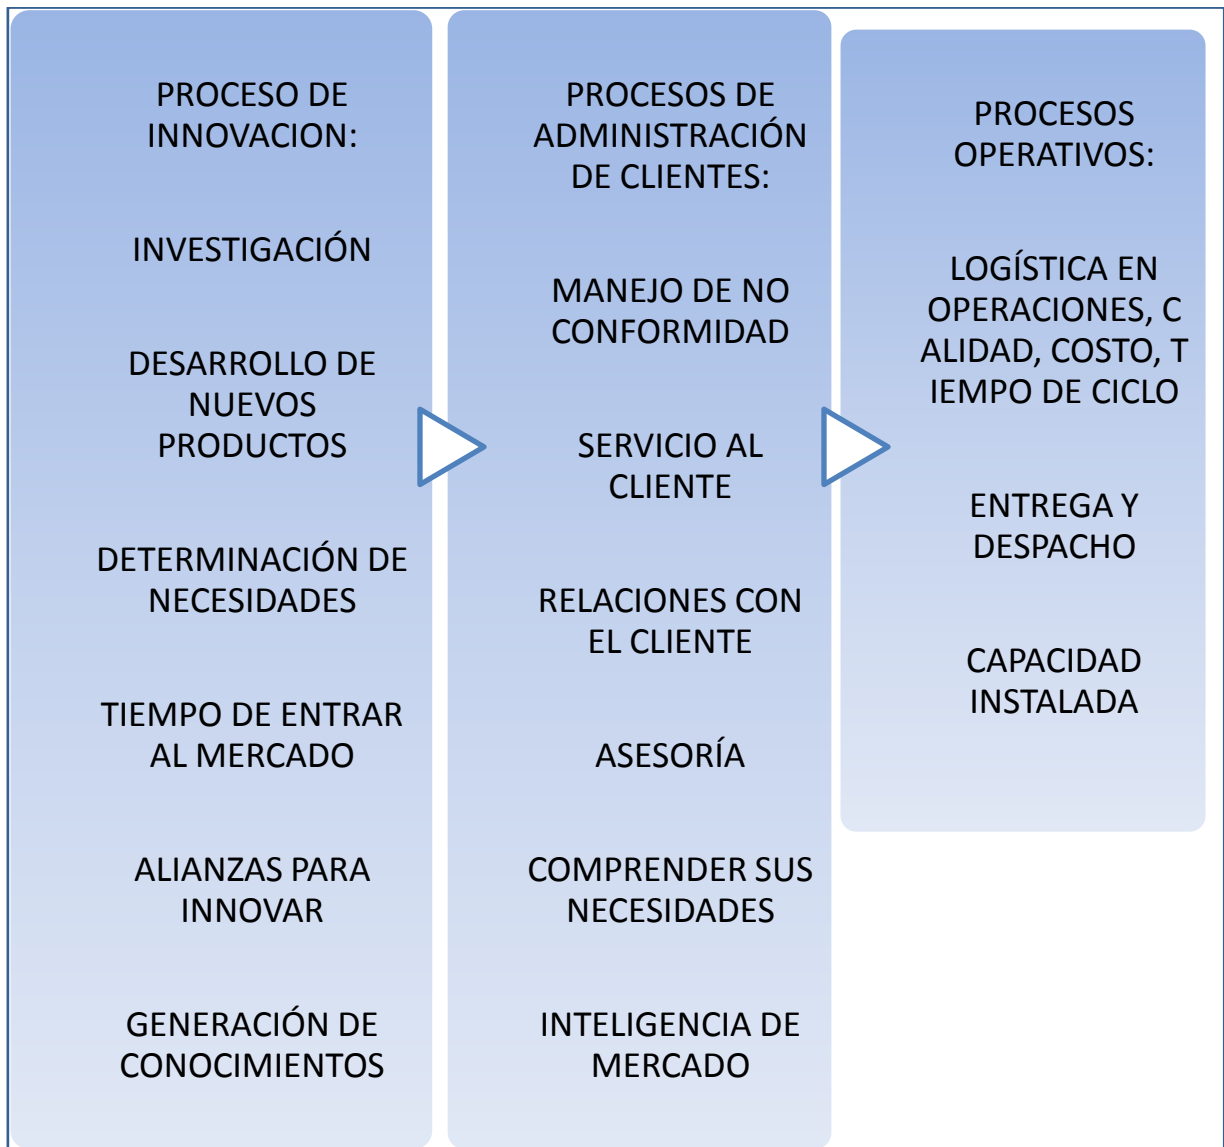 PROCESO DE
INNOVACION:
INVESTIGACIÓN
DESARROLLO DE
NUEVOS
PRODUCTOS
DETERMINACIÓN DE
NECESIDADES
TIEMPO DE ENTRAR
AL MERCADO
ALIANZAS PARA
INNOVAR
GENERACIÓN DE
CONOCIMIENTOS
PROCESOS DE
ADMINISTRACIÓN
DE CLIENTES:
MANEJO DE NO
CONFORMIDAD
SERVICIO AL
CLIENTE
RELACIONES CON
EL CLIENTE
ASESORÍA
COMPRENDER SUS
NECESIDADES
INTELIGENCIA DE
MERCADO
PROCESOS
OPERATIVOS:
LOGÍSTICA EN
OPERACIONES, C
ALIDAD, COSTO, T
IEMPO DE CICLO
ENTREGA Y
DESPACHO
CAPACIDAD
INSTALADA